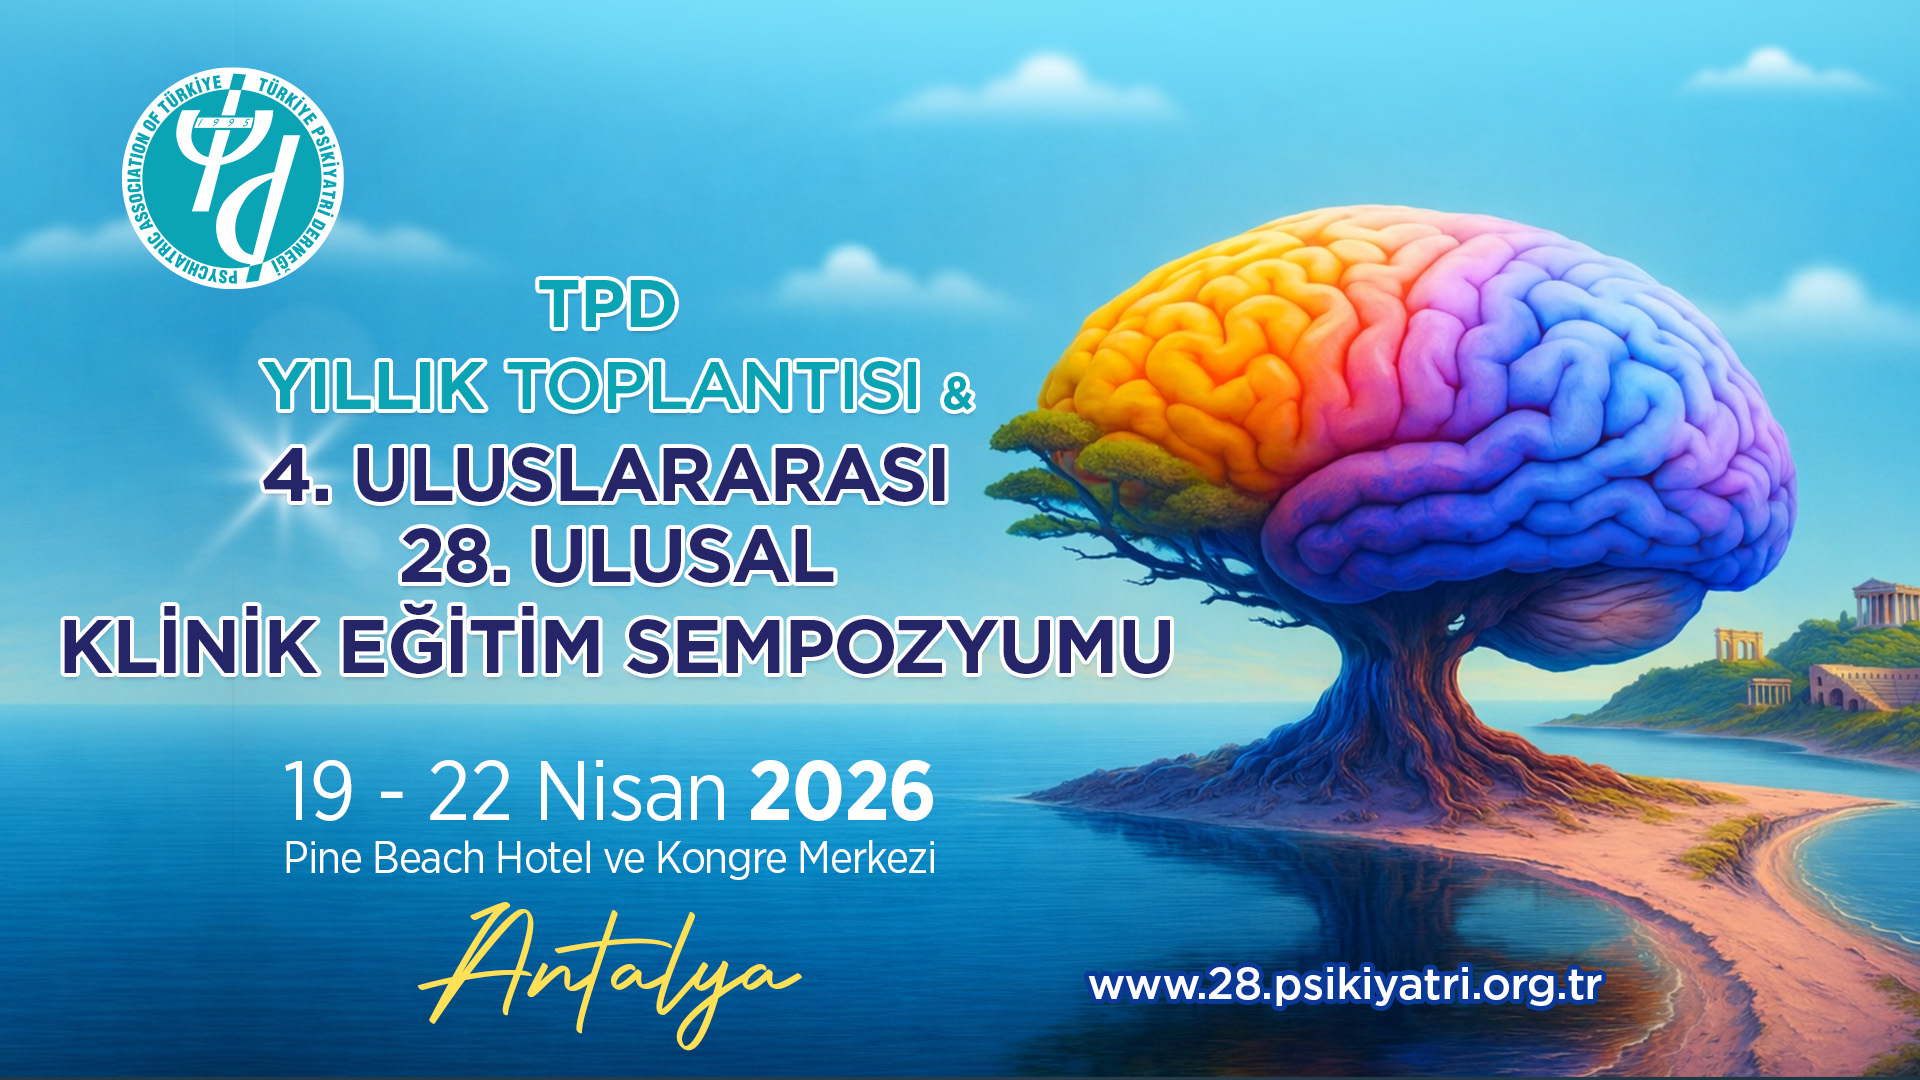 PSYCHIATRIC ASSOCIATION OF TÜRKİYE
TÜRKİYE PSİKİYATRİ DERNEĞİ
1995
TPD
YILLIK TOPLANTISI &
4. ULUSLARARASI
28. ULUSAL
KLİNİK EĞİTİM SEMPOZYUMU
19 - 22 Nisan 2026
Pine Beach Hotel ve Kongre Merkezi
Antalya
www.28.psikiyatri.org.tr